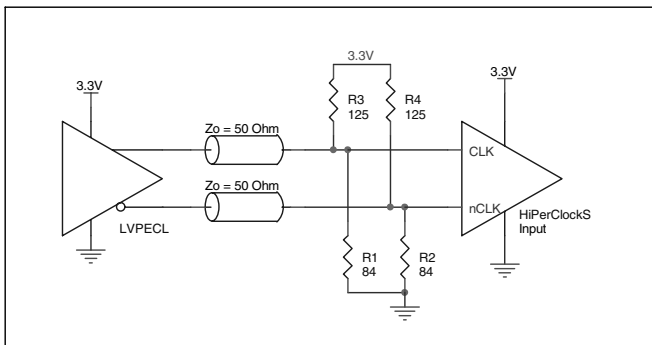 3.3V
3.3V
3.3V
R3
125
R4
125
Zo = 50 Ohm
CLK
Zo = 50 Ohm
nCLK
HiPerClockS
Input
LVPECL
R1
84
R2
84